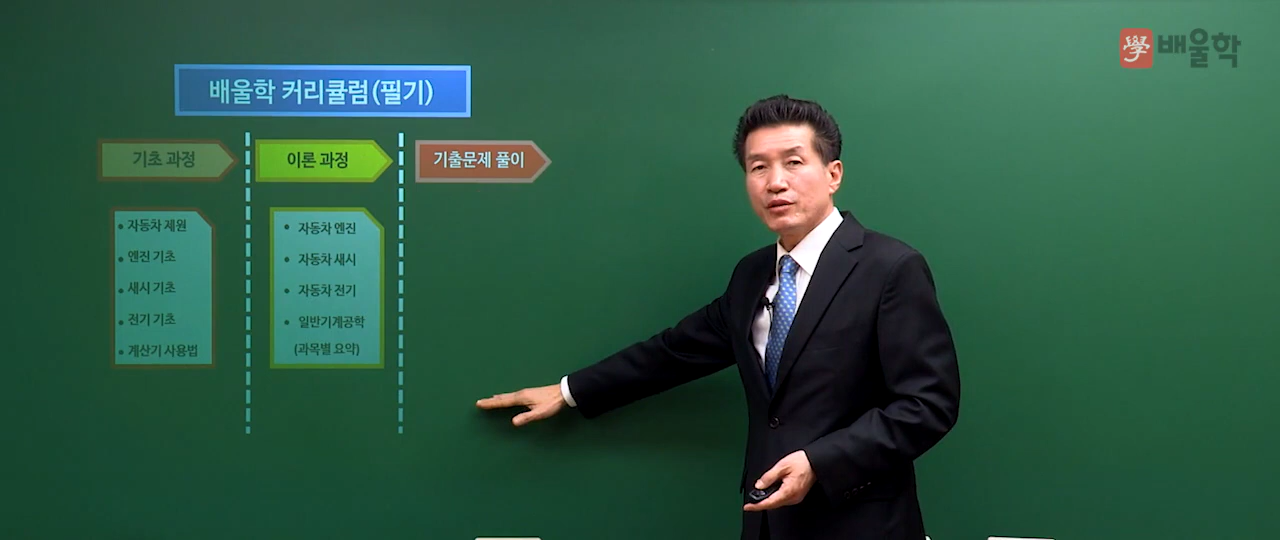 學 배울학
배울학 커리큘럼(필기)
기초 과정
이론 과정
기출문제 풀이
• 자동차 제원
• 엔진 기초
• 섀시 기초
• 전기 기초
• 계산기 사용법
• 자동차 엔진
• 자동차 섀시
• 자동차 전기
• 일반기계공학
(과목별 요약)